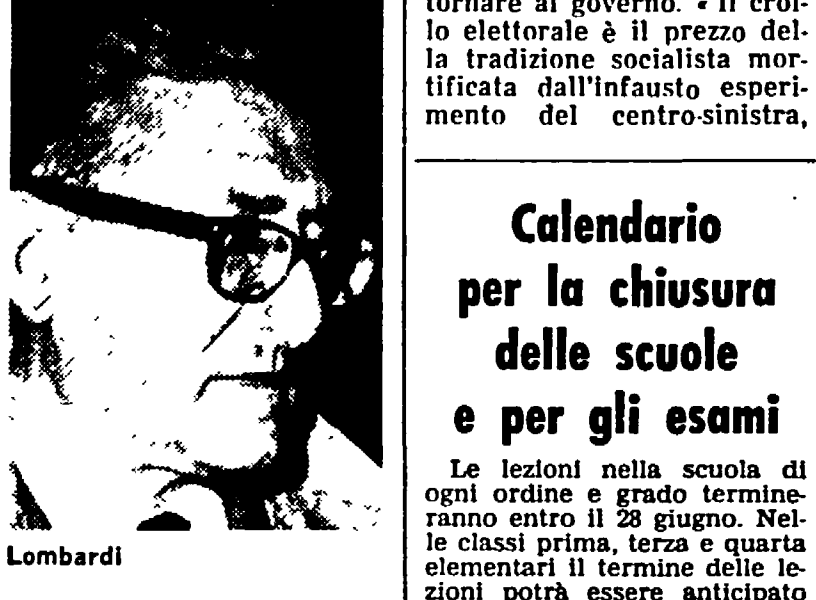 tornare al governo. « Il crol-
lo elettorale è il prezzo del-
la tradizione socialista mor-
tificata dall'infausto esperi-
mento del centro-sinistra,
Calendario
per la chiusura
delle scuole
e per gli esami
Le lezioni nella scuola di
ogni ordine e grado termine-
ranno entro il 28 giugno. Nel-
le classi prima, terza e quarta
elementari il termine delle le-
zioni potrà essere anticipato
Lombardi